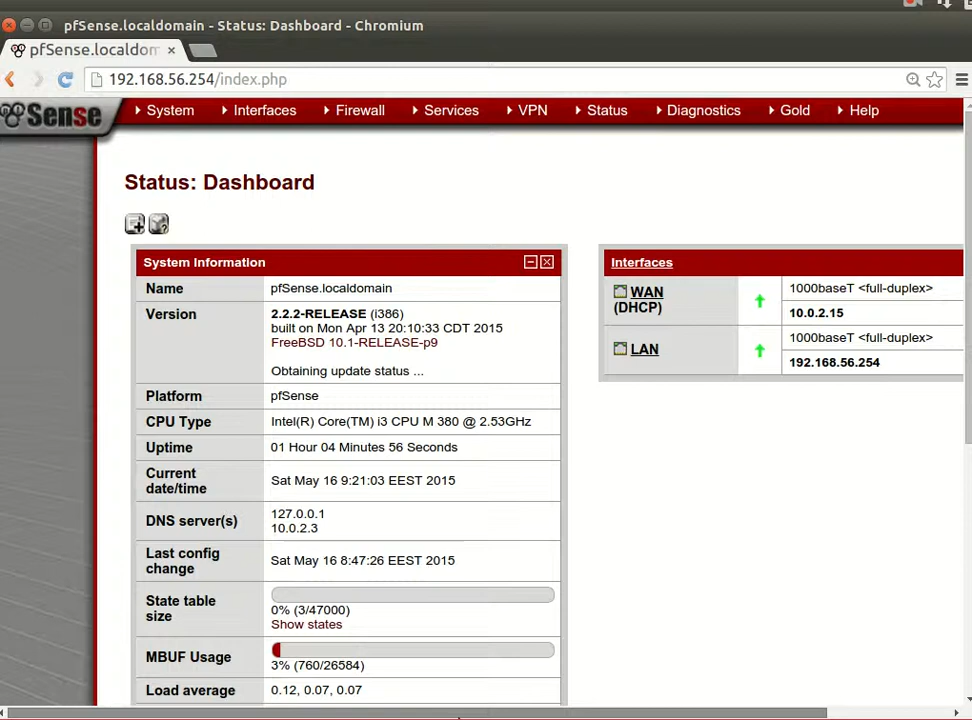 pfSense.localdomain - Status: Dashboard - Chromium
pfSense.localdom
192.168.56.254/index.php
Sense
System
Interfaces
Firewall
Services
VPN
Status
Diagnostics
Gold
Help
Status: Dashboard
System Information
Name pfSense.localdomain
Version 2.2.2-RELEASE (i386)
built on Mon Apr 13 20:10:33 CDT 2015
FreeBSD 10.1-RELEASE-p9
Obtaining update status ...
Platform pfSense
CPU Type Intel(R) Core(TM) i3 CPU M 380 @ 2.53GHz
Uptime 01 Hour 04 Minutes 56 Seconds
Current
date/time
Sat May 16 9:21:03 EEST 2015
DNS server(s)
127.0.0.1
10.0.2.3
Last config
change
Sat May 16 8:47:26 EEST 2015
State table
size
0% (3/47000)
Show states
MBUF Usage
3% (760/26584)
Load average 0.12, 0.07, 0.07
Interfaces
WAN
(DHCP)
1000baseT <full-duplex>
10.0.2.15
LAN
1000baseT <full-duplex>
192.168.56.254